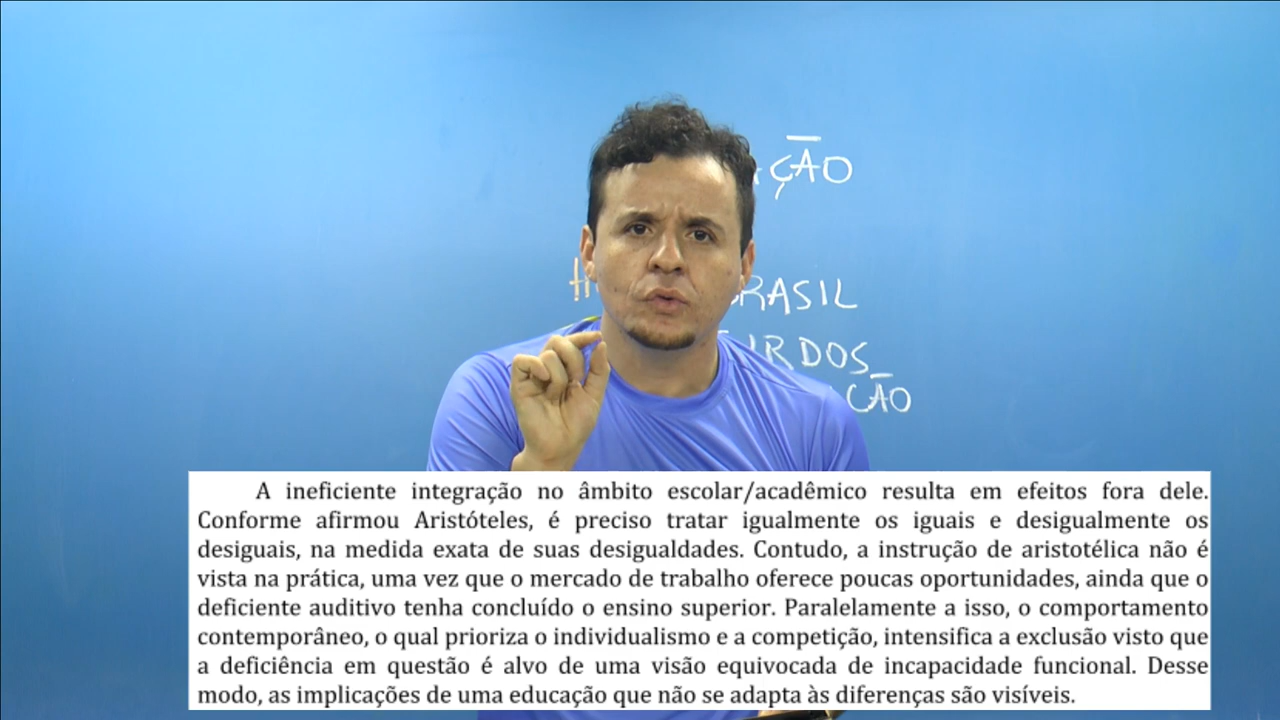 ÇÃO
BRASIL
SURDOS
ÇÃO
A ineficiente integração no âmbito escolar/acadêmico resulta em efeitos fora dele.
Conforme afirmou Aristóteles, é preciso tratar igualmente os iguais e desigualmente os
desiguais, na medida exata de suas desigualdades. Contudo, a instrução de aristotélica não é
vista na prática, uma vez que o mercado de trabalho oferece poucas oportunidades, ainda que o
deficiente auditivo tenha concluído o ensino superior. Paralelamente a isso, o comportamento
contemporâneo, o qual prioriza o individualismo e a competição, intensifica a exclusão visto que
a deficiência em questão é alvo de uma visão equivocada de incapacidade funcional. Desse
modo, as implicações de uma educação que não se adapta às diferenças são visíveis.